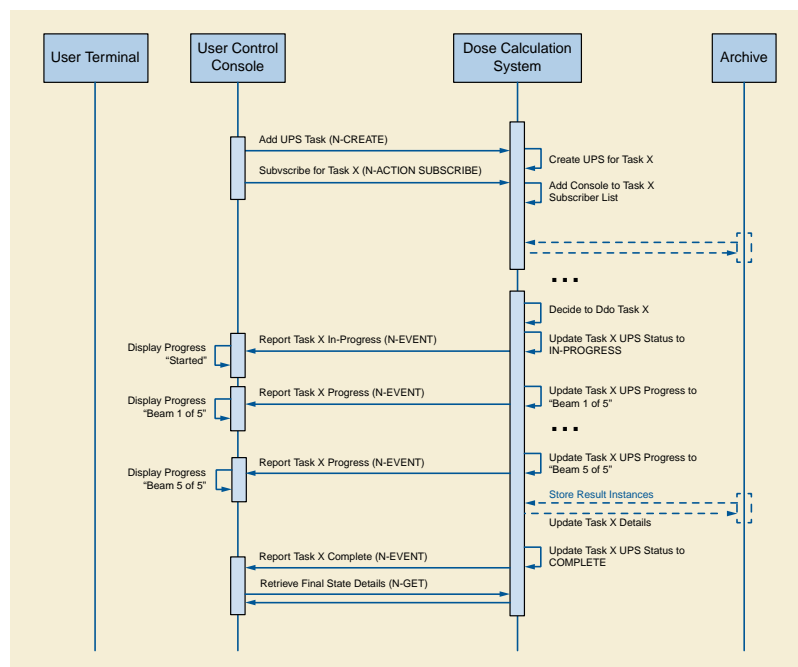 User Terminal
User Control
Console
Dose Calculation
System
Archive
Add UPS Task (N-CREATE)
Create UPS for Task X
Subvscribe for Task X (N-ACTION SUBSCRIBE)
Add Console to Task X
Subscriber List
...
Decide to Ddo Task X
Display Progress
“Started”
Report Task X In-Progress (N-EVENT)
Update Task X UPS Status to
IN-PROGRESS
Display Progress
“Beam 1 of 5”
Report Task X Progress (N-EVENT)
Update Task X UPS Progress to
“Beam 1 of 5”
...
Display Progress
“Beam 5 of 5”
Report Task X Progress (N-EVENT)
Update Task X UPS Progress to
“Beam 5 of 5”
Store Result Instances
Update Task X Details
Report Task X Complete (N-EVENT)
Update Task X UPS Status to
COMPLETE
Retrieve Final State Details (N-GET)